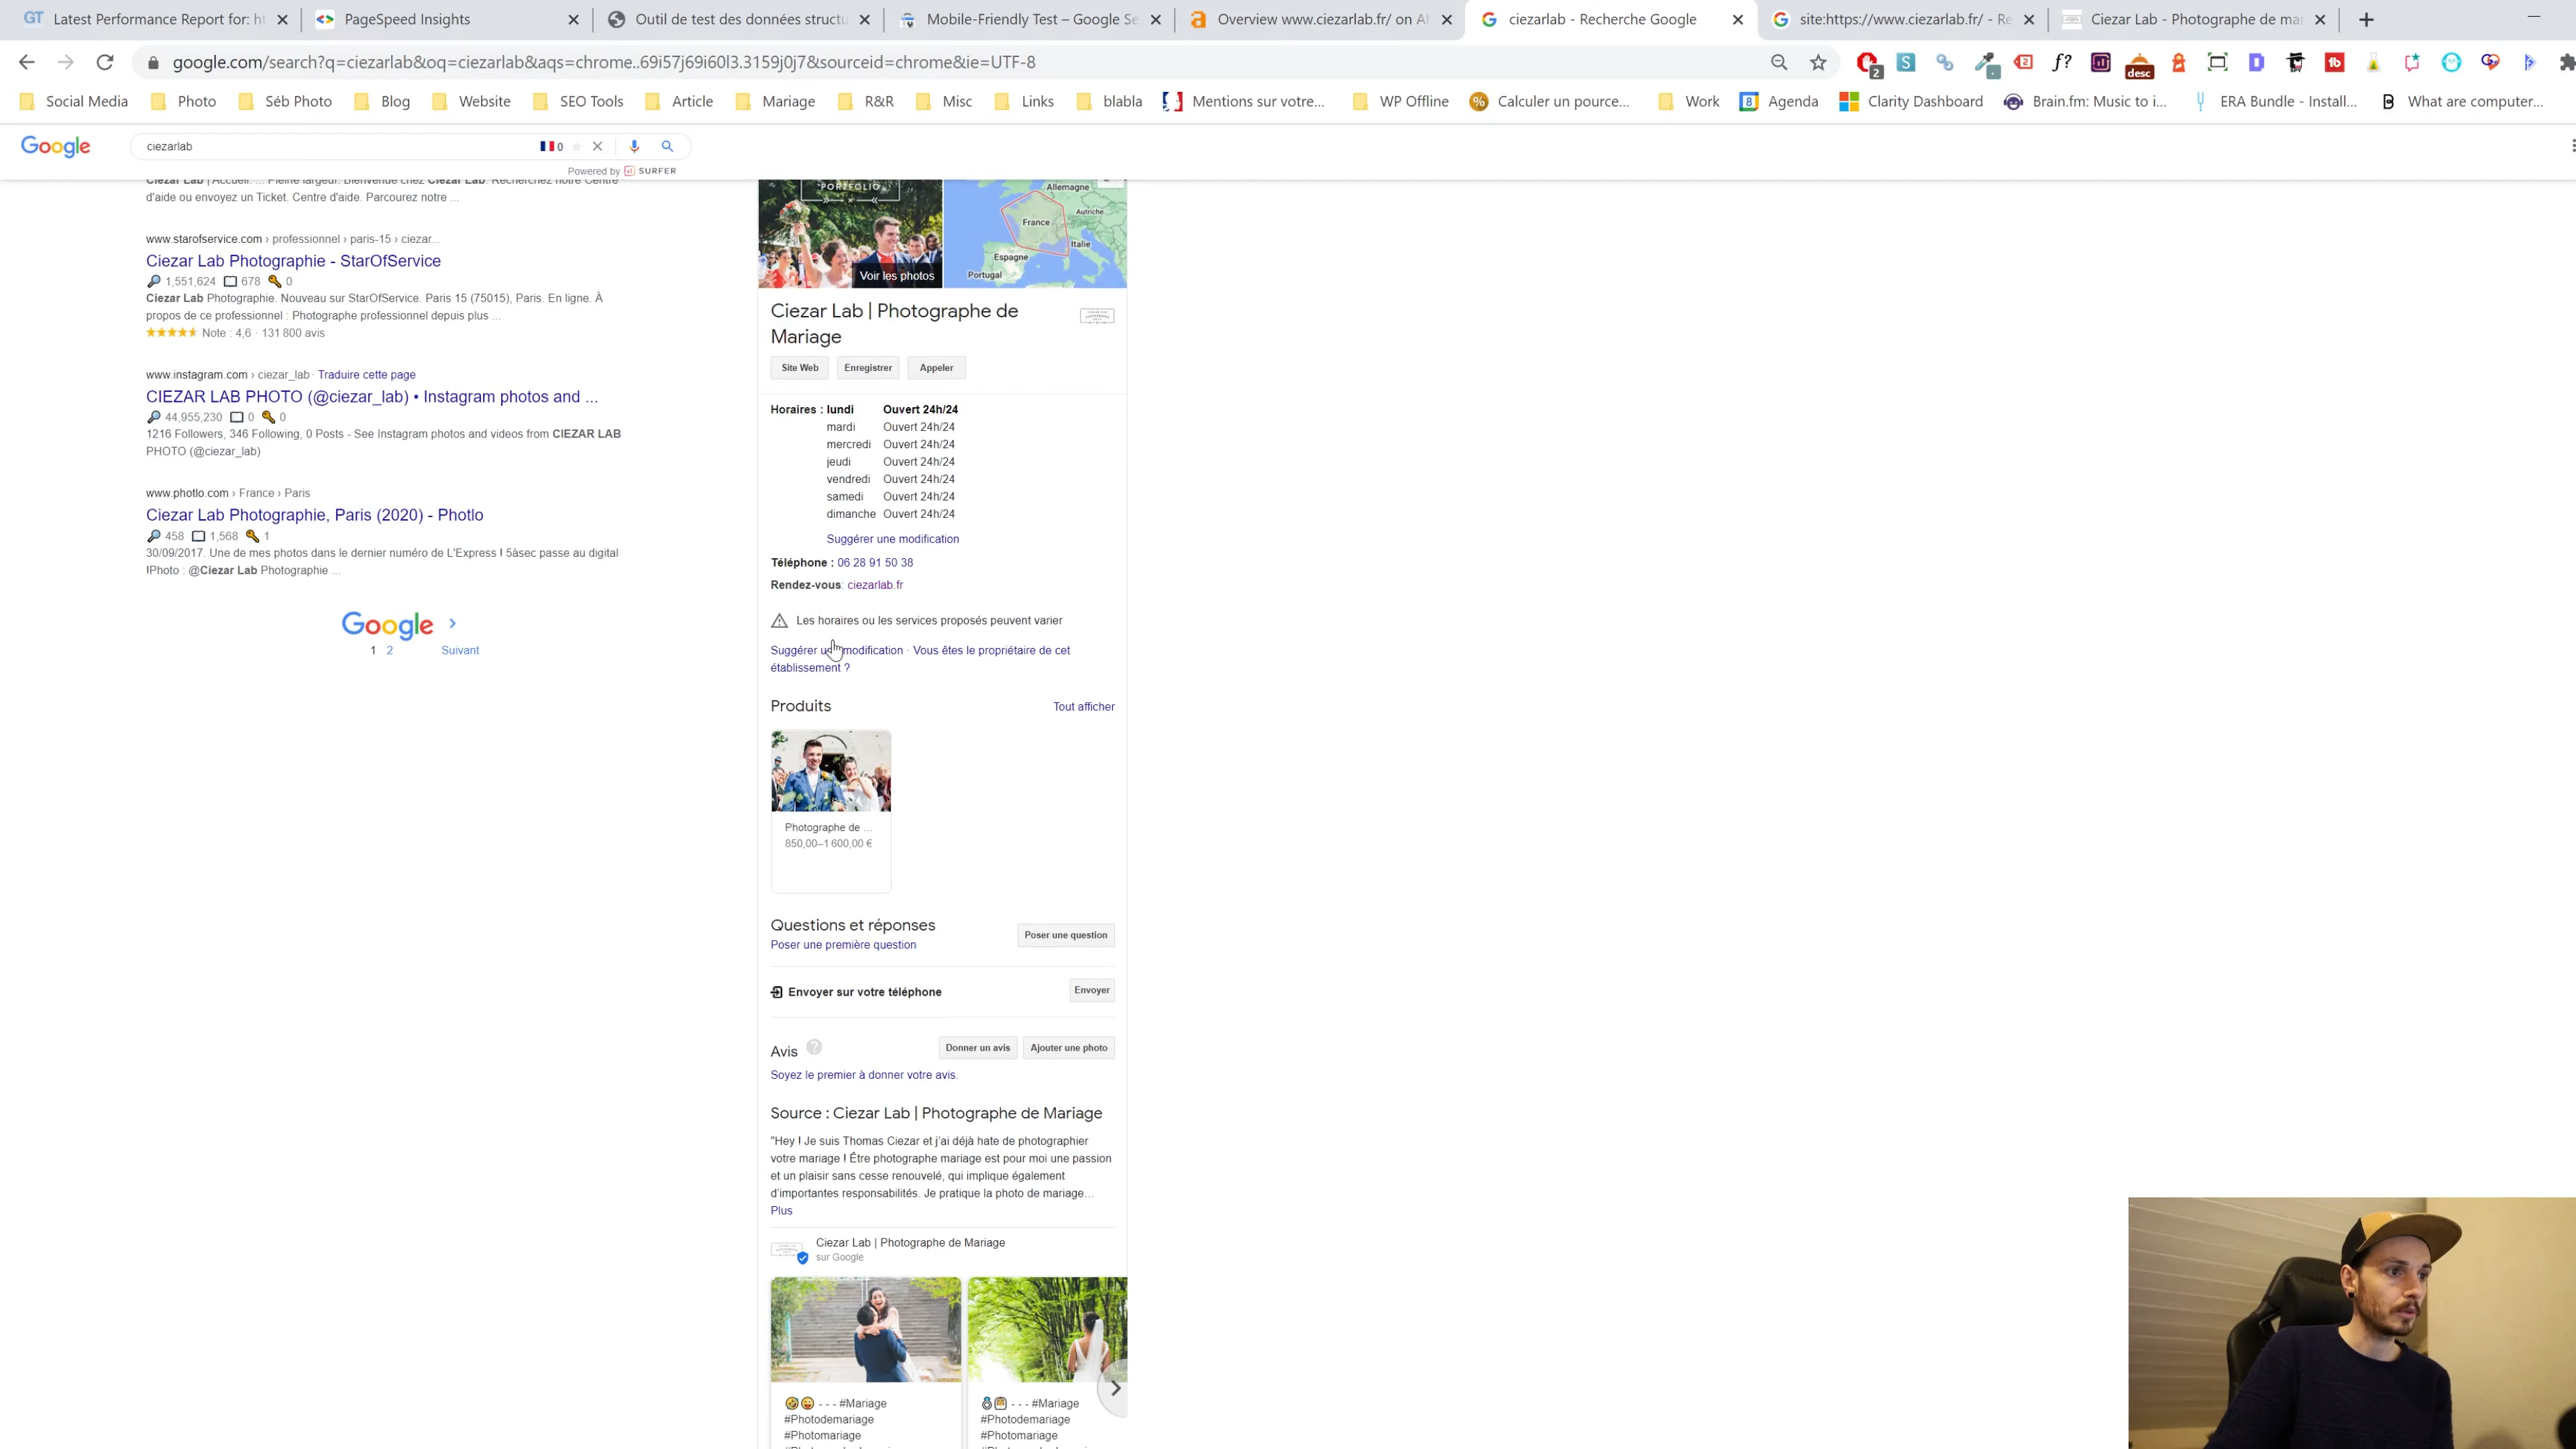 GT Latest Performance Report for: ht
PageSpeed Insights
Outil de test des données structu
Mobile-Friendly Test – Google Se
Overview www.ciezarlab.fr/ on Ah
ciezarlab - Recherche Google
site:https://www.ciezarlab.fr/ - Re
Ciezar Lab - Photographe de mar
google.com/search?q=ciezarlab&oq=ciezarlab&aqs=chrome..69i57j69i60l3.3159j0j7&sourceid=chrome&ie=UTF-8
Social Media
Photo
Séb Photo
Blog
Website
SEO Tools
Article
Mariage
R&R
Misc
Links
blabla
Mentions sur votre...
WP Offline
Calculer un pource...
Work
Agenda
Clarity Dashboard
Brain.fm: Music to i...
ERA Bundle - Install...
What are computer...
Google
ciezarlab
0
Powered by SURFER
Ciezar Lab | Accueil. ... Pleine largeur. Bienvenue chez Ciezar Lab. Recherchez notre Centre
d'aide ou envoyez un Ticket. Centre d'aide. Parcourez notre ...
www.starofservice.com › professionnel › paris-15 › ciezar...
Ciezar Lab Photographie - StarOfService
1,551,624 678 0
Ciezar Lab Photographie. Nouveau sur StarOfService. Paris 15 (75015), Paris. En ligne. À
propos de ce professionnel : Photographe professionnel depuis plus ...
Note : 4,6 · 131 800 avis
www.instagram.com › ciezar_lab · Traduire cette page
CIEZAR LAB PHOTO (@ciezar_lab) • Instagram photos and ...
44,955,230 0 0
1216 Followers, 346 Following, 0 Posts - See Instagram photos and videos from CIEZAR LAB
PHOTO (@ciezar_lab)
www.photlo.com › France › Paris
Ciezar Lab Photographie, Paris (2020) - Photlo
458 1,568 1
30/09/2017. Une de mes photos dans le dernier numéro de L'Express ! 5àsec passe au digital
!Photo : @Ciezar Lab Photographie ...
Google
1 2 Suivant
PORTFOLIO
Voir les photos
Allemagne
Autriche
France
Italie
Espagne
Portugal
Ciezar Lab | Photographe de
Mariage
Site Web
Enregistrer
Appeler
Horaires : lundi Ouvert 24h/24
mardi Ouvert 24h/24
mercredi Ouvert 24h/24
jeudi Ouvert 24h/24
vendredi Ouvert 24h/24
samedi Ouvert 24h/24
dimanche Ouvert 24h/24
Suggérer une modification
Téléphone : 06 28 91 50 38
Rendez-vous: ciezarlab.fr
Les horaires ou les services proposés peuvent varier
Suggérer une modification · Vous êtes le propriétaire de cet
établissement ?
Produits
Tout afficher
Photographe de ...
850,00–1 600,00 €
Questions et réponses
Poser une première question
Poser une question
Envoyer sur votre téléphone
Envoyer
Avis
Donner un avis
Ajouter une photo
Soyez le premier à donner votre avis.
Source : Ciezar Lab | Photographe de Mariage
"Hey ! Je suis Thomas Ciezar et j'ai déjà hate de photographier
votre mariage ! Être photographe mariage est pour moi une passion
et un plaisir sans cesse renouvelé, qui implique également
d'importantes responsabilités. Je pratique la photo de mariage...
Plus
Ciezar Lab | Photographe de Mariage
sur Google
- - - #Mariage
#Photodemariage
#Photomariage
- - - #Mariage
#Photodemariage
#Photomariage